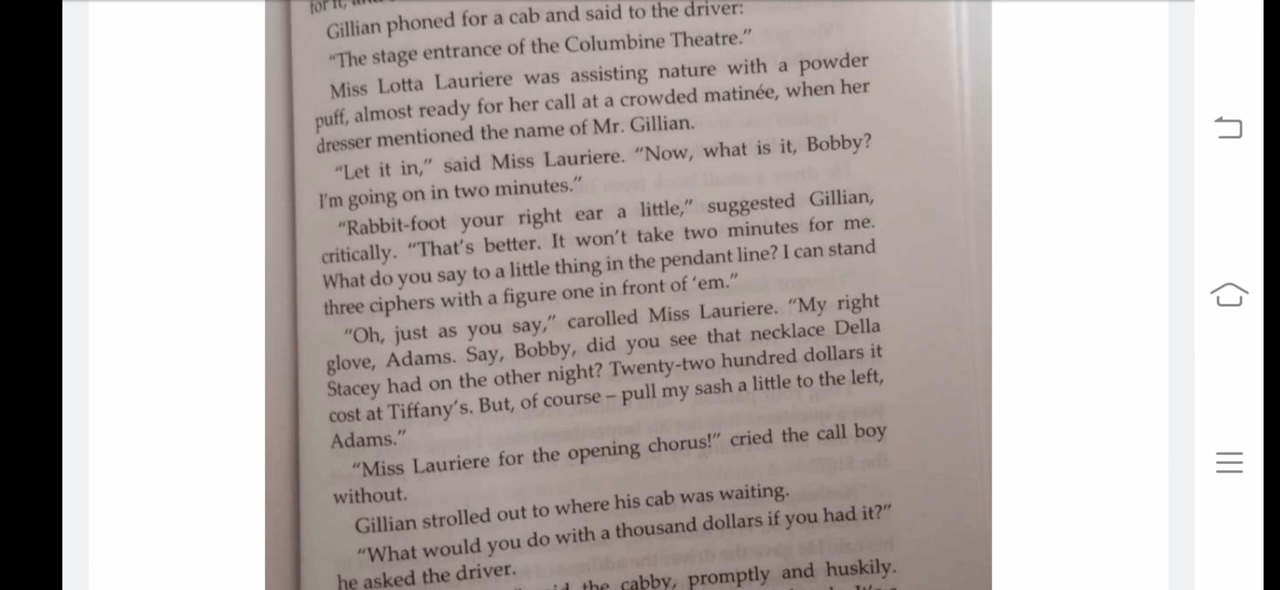 for it,
Gillian phoned for a cab and said to the driver:
“The stage entrance of the Columbine Theatre.”
Miss Lotta Lauriere was assisting nature with a powder
puff, almost ready for her call at a crowded matinée, when her
dresser mentioned the name of Mr. Gillian.
“Let it in,” said Miss Lauriere. “Now, what is it, Bobby?
I'm going on in two minutes.”
“Rabbit-foot your right ear a little,” suggested Gillian,
critically. “That’s better. It won’t take two minutes for me.
What do you say to a little thing in the pendant line? I can stand
three ciphers with a figure one in front of ‘em.”
“Oh, just as you say,” carolled Miss Lauriere. “My right
glove, Adams. Say, Bobby, did you see that necklace Della
Stacey had on the other night? Twenty-two hundred dollars it
cost at Tiffany’s. But, of course – pull my sash a little to the left,
Adams.”
“Miss Lauriere for the opening chorus!” cried the call boy
without.
Gillian strolled out to where his cab was waiting.
“What would you do with a thousand dollars if you had it?”
he asked the driver.
the cabby, promptly and huskily.